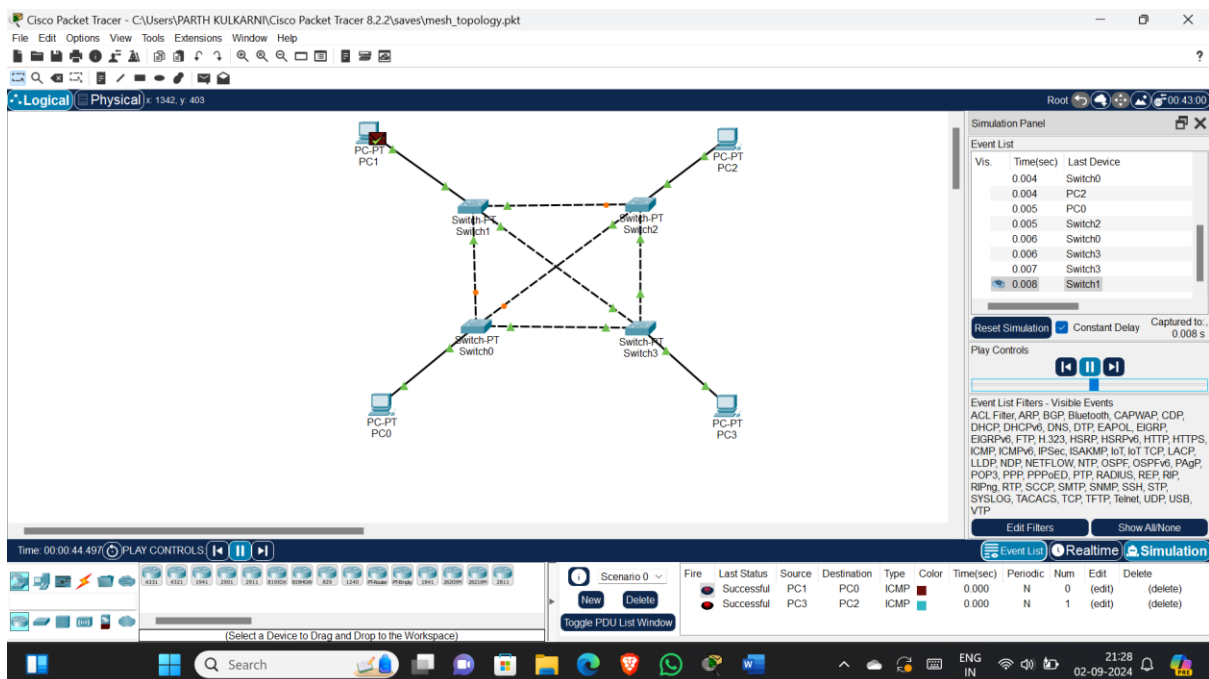 Cisco Packet Tracer - C:\Users\PARTH KULKARNI\Cisco Packet Tracer 8.2.2\saves\mesh_topology.pkt
File Edit Options View Tools Extensions Window Help
?
Logical Physical x: 1342, y: 403 Root 00:43:00
PC-PT
PC1
PC-PT
PC2
Switch-PT
Switch1
Switch-PT
Switch2
Switch-PT
Switch0
Switch-PT
Switch3
PC-PT
PC0
PC-PT
PC3
Simulation Panel
Event List
Vis. Time(sec) Last Device
0.004 Switch0
0.004 PC2
0.005 PC0
0.005 Switch2
0.006 Switch0
0.006 Switch3
0.007 Switch3
0.008 Switch1
Reset Simulation Constant Delay Captured to:
0.008 s
Play Controls
Event List Filters - Visible Events
ACL Filter, ARP, BGP, Bluetooth, CAPWAP, CDP,
DHCP, DHCPv6, DNS, DTP, EAPOL, EIGRP,
EIGRPv6, FTP, H.323, HSRP, HSRPv6, HTTP, HTTPS,
ICMP, ICMPv6, IPSec, ISAKMP, IoT, IoT TCP, LACP,
LLDP, NDP, NETFLOW, NTP, OSPF, OSPFv6, PAgP,
POP3, PPP, PPPoED, PTP, RADIUS, REP, RIP,
RIPng, RTP, SCCP, SMTP, SNMP, SSH, STP,
SYSLOG, TACACS, TCP, TFTP, Telnet, UDP, USB,
VTP
Edit Filters Show All/None
Time: 00:00:44.497 PLAY CONTROLS: Event List Realtime Simulation
4331 4321 1941 2901 2911 819IOX 819HGW 829 1240 PT-Router PT-Empty 1841 2620XM 2621XM 2811
(Select a Device to Drag and Drop to the Workspace)
Scenario 0
New Delete
Toggle PDU List Window
Fire Last Status Source Destination Type Color Time(sec) Periodic Num Edit Delete
Successful PC1 PC0 ICMP 0.000 N 0 (edit) (delete)
Successful PC3 PC2 ICMP 0.000 N 1 (edit) (delete)
Search
ENG
IN
21:28
02-09-2024
PRE